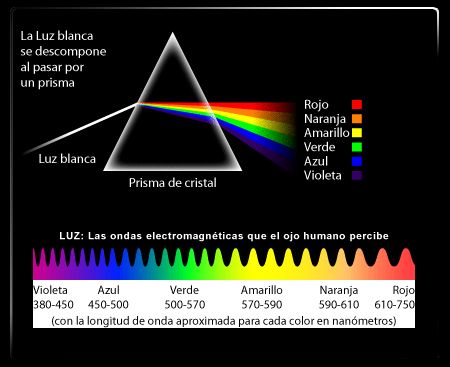 La Luz blanca
se descompone
al pasar por
un prisma
Luz blanca
Prisma de cristal
Rojo
Naranja
Amarillo
Verde
Azul
Violeta
LUZ: Las ondas electromagnéticas que el ojo humano percibe
Violeta Azul Verde Amarillo Naranja Rojo
380-450 450-500 500-570 570-590 590-610 610-750
(con la longitud de onda aproximada para cada color en nanómetros)